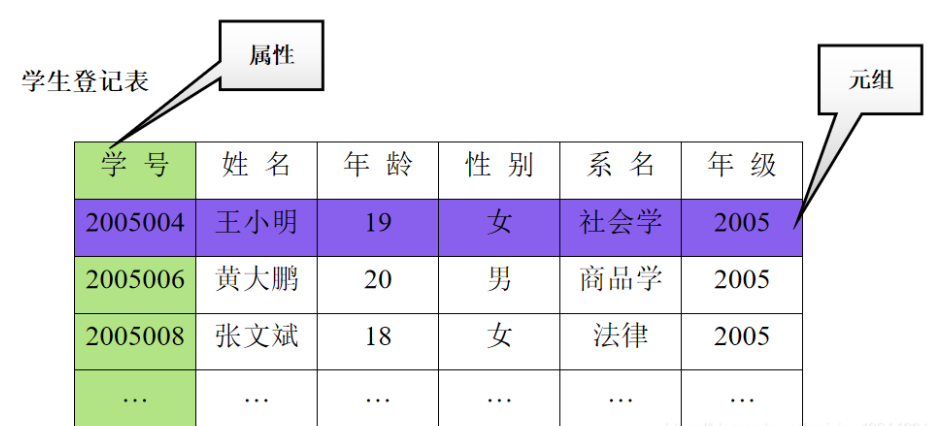 属性
元组
学生登记表
学 号 姓 名 年 龄 性 别 系 名 年 级
2005004 王小明 19 女 社会学 2005
2005006 黄大鹏 20 男 商品学 2005
2005008 张文斌 18 女 法律 2005
… … … … … …